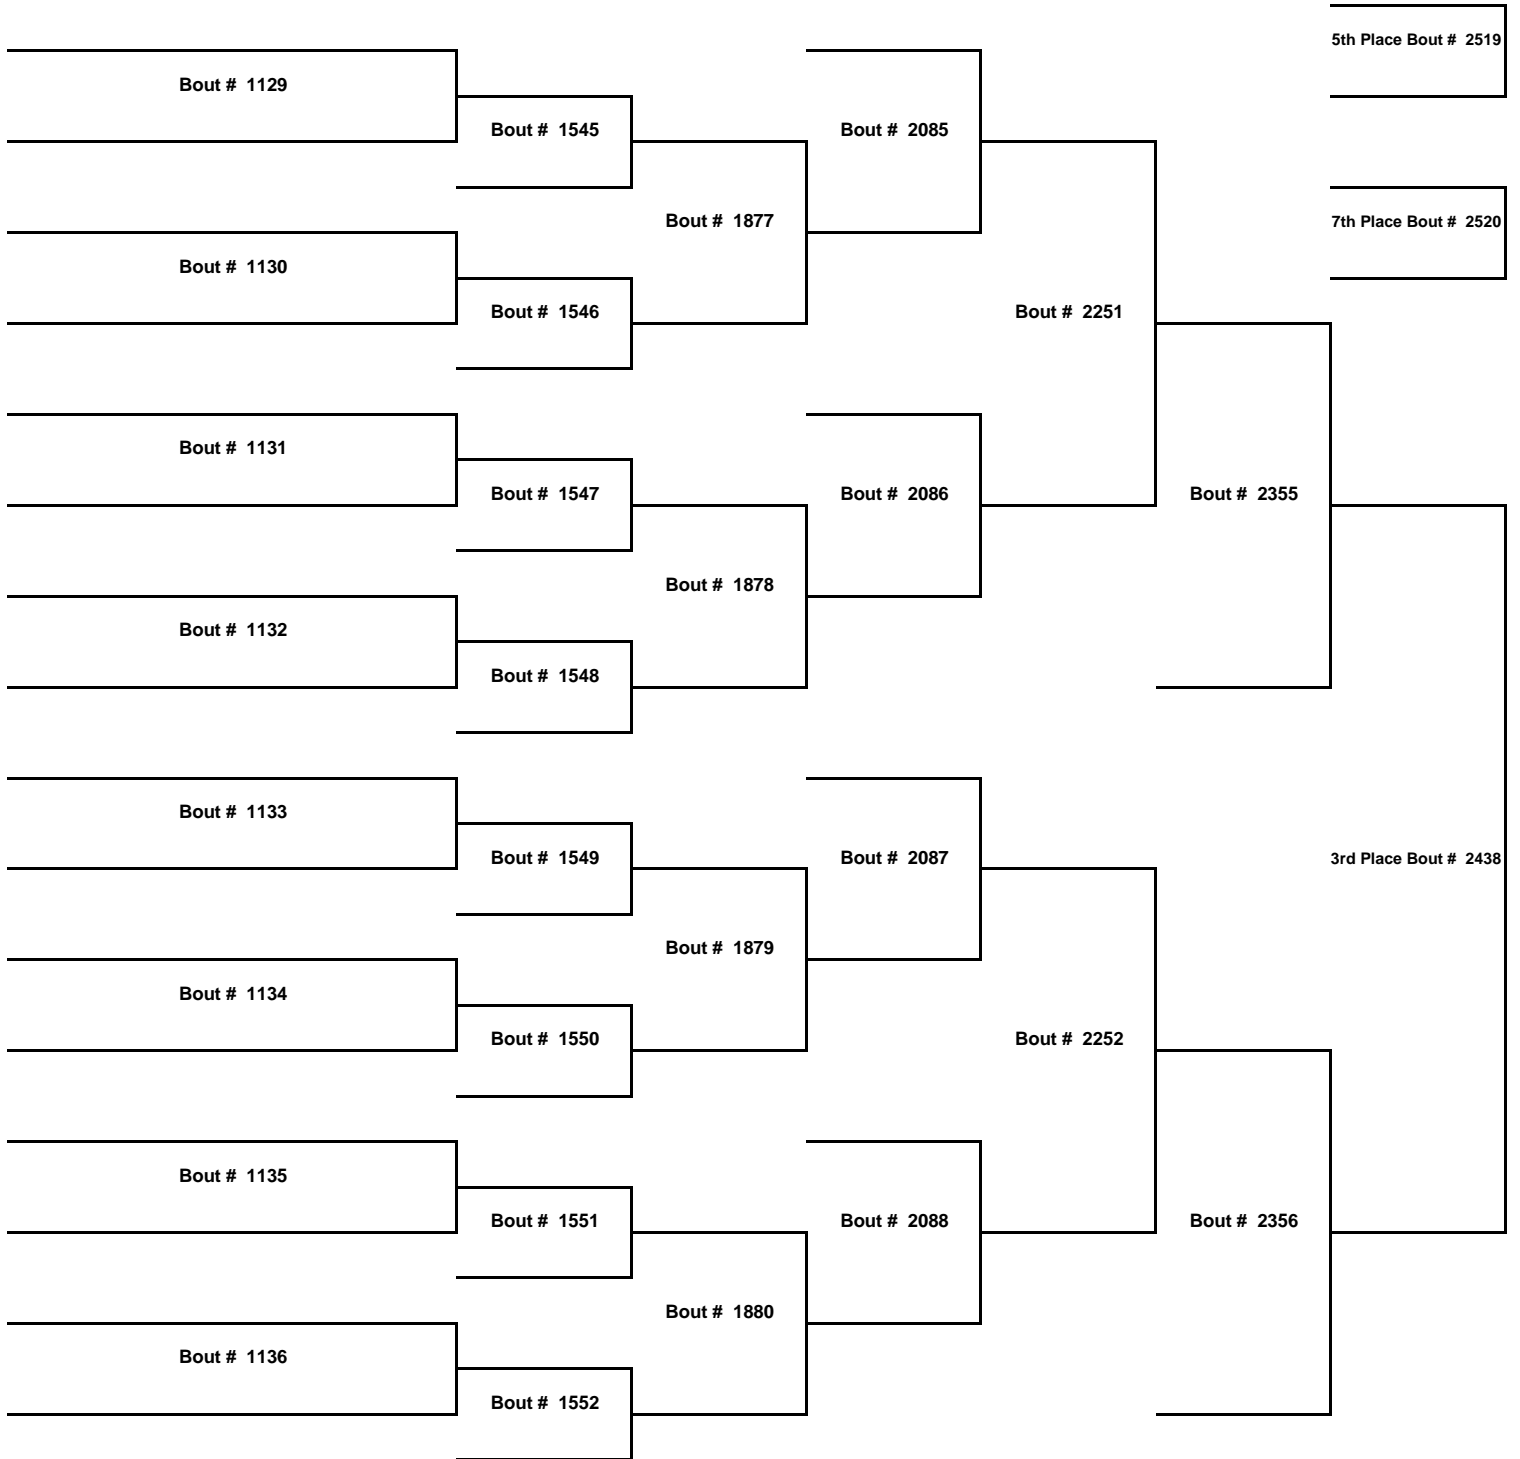 5th Place Bout # 2519
Bout # 1129
Bout # 1545
Bout # 2085
Bout # 1877
7th Place Bout # 2520
Bout # 1130
Bout # 1546
Bout # 2251
Bout # 1131
Bout # 1547
Bout # 2086
Bout # 2355
Bout # 1878
Bout # 1132
Bout # 1548
Bout # 1133
Bout # 1549
Bout # 2087
3rd Place Bout # 2438
Bout # 1879
Bout # 1134
Bout # 1550
Bout # 2252
Bout # 1135
Bout # 1551
Bout # 2088
Bout # 2356
Bout # 1880
Bout # 1136
Bout # 1552